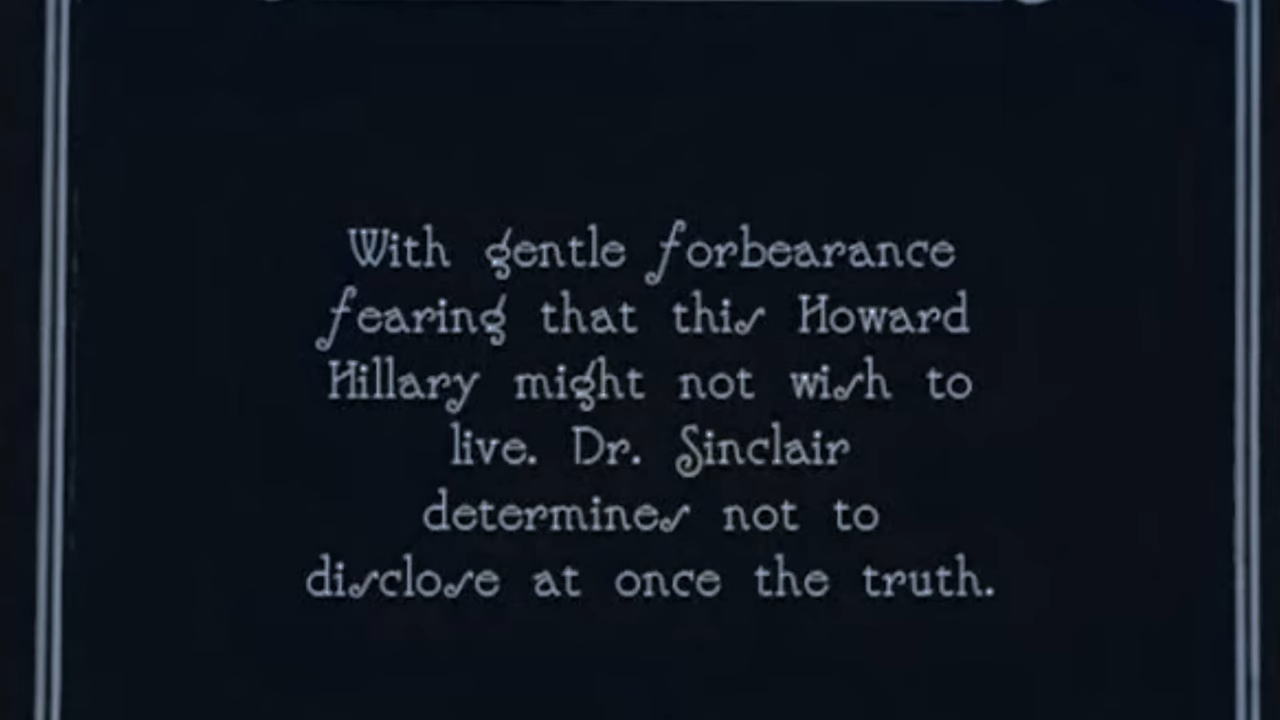 With gentle forbearance
fearing that this Howard
Hillary might not wish to
live. Dr. Sinclair
determines not to
disclose at once the truth.